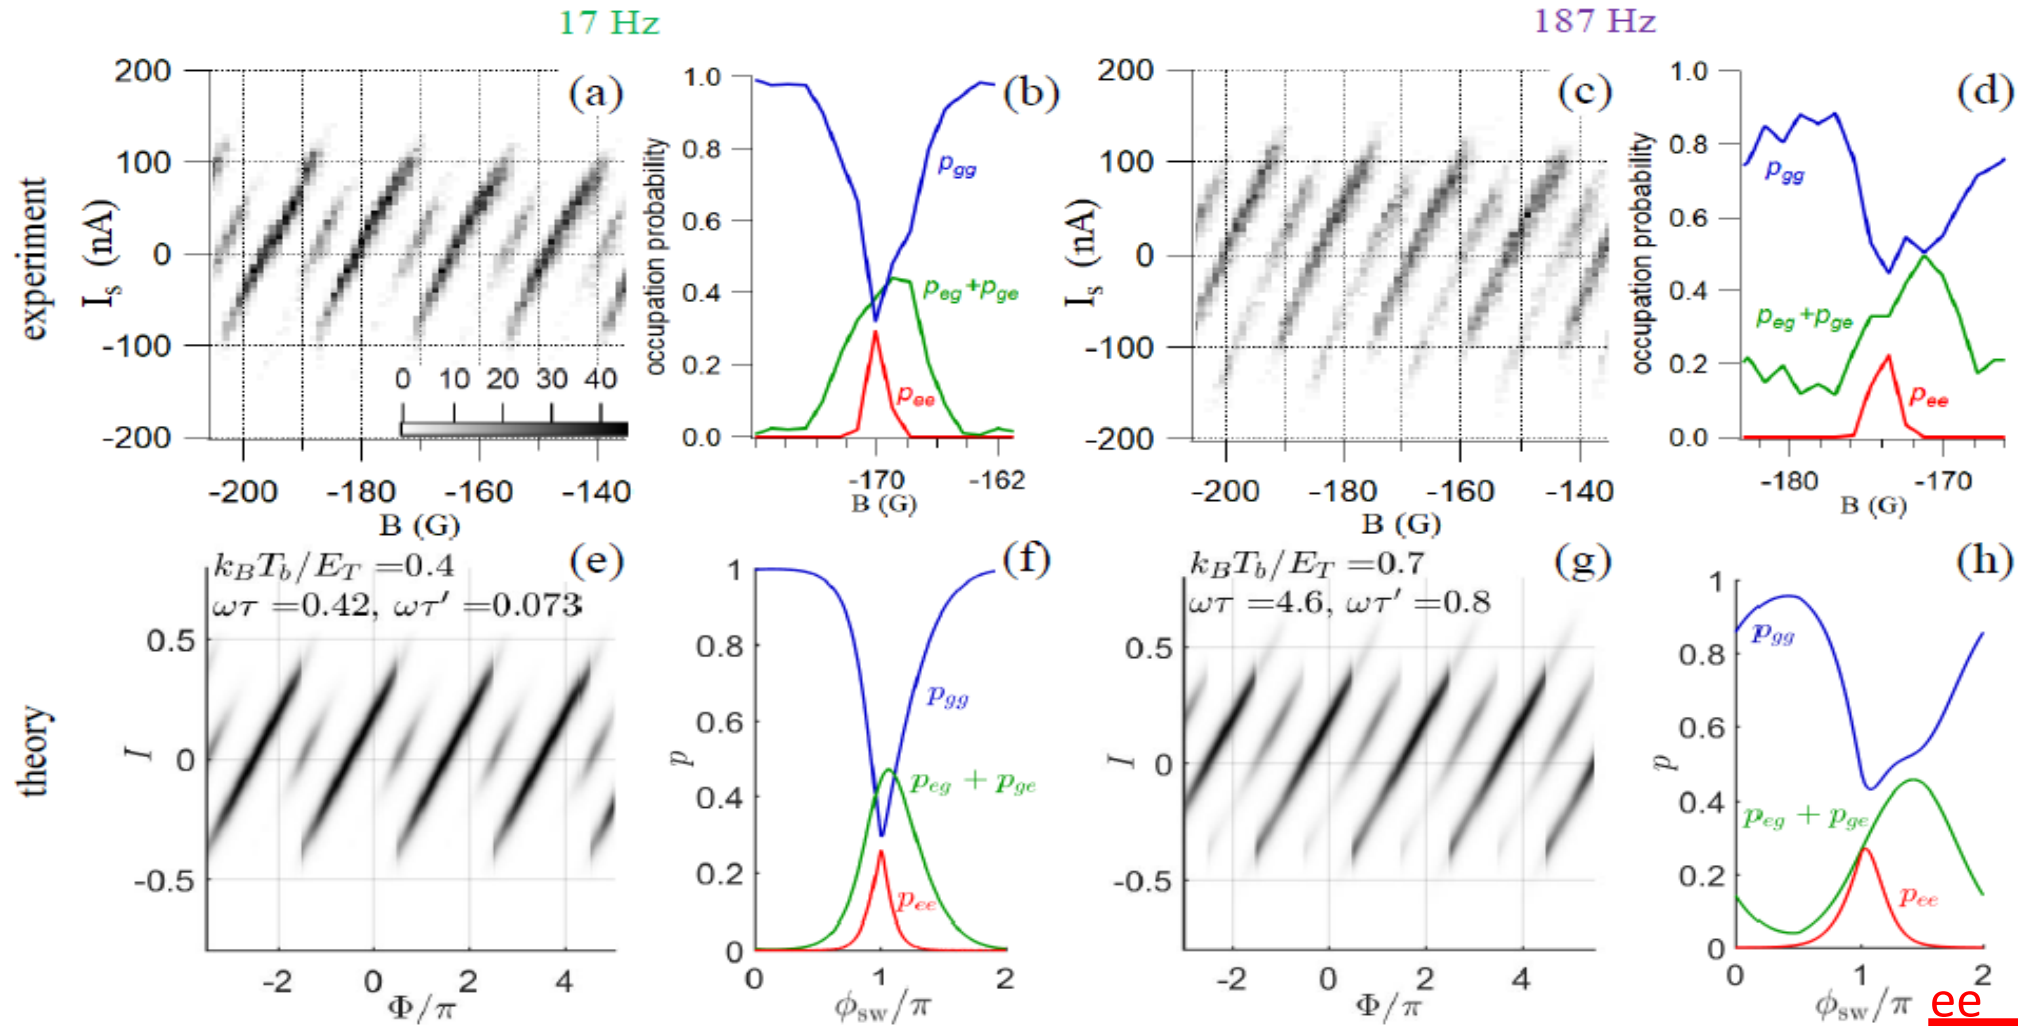 17 Hz
187 Hz
experiment
theory
(a)
200
100
0
-100
-200
I_s (nA)
0 10 20 30 40
-200 -180 -160 -140
B (G)
(b)
1.0
0.8
0.6
0.4
0.2
0.0
occupation probability
p_gg
p_eg+p_ge
p_ee
-170 -162
B (G)
(c)
200
100
0
-100
-200
I_s (nA)
-200 -180 -160 -140
B (G)
(d)
1.0
0.8
0.6
0.4
0.2
0.0
occupation probability
p_gg
p_eg+p_ge
p_ee
-180 -170
B (G)
(e)
k_BT_b/E_T =0.4
ωτ =0.42, ωτ′ =0.073
0.5
0
-0.5
I
-2 0 2 4
Φ/π
(f)
1
0.8
0.6
0.4
0.2
0
p
p_gg
p_eg + p_ge
p_ee
0 1 2
ϕ_sw/π
(g)
k_BT_b/E_T =0.7
ωτ =4.6, ωτ′ =0.8
0.5
0
-0.5
I
-2 0 2 4
Φ/π
(h)
1
0.8
0.6
0.4
0.2
0
p
p_gg
p_eg + p_ge
p_ee
0 1 2
ϕ_sw/π
ee